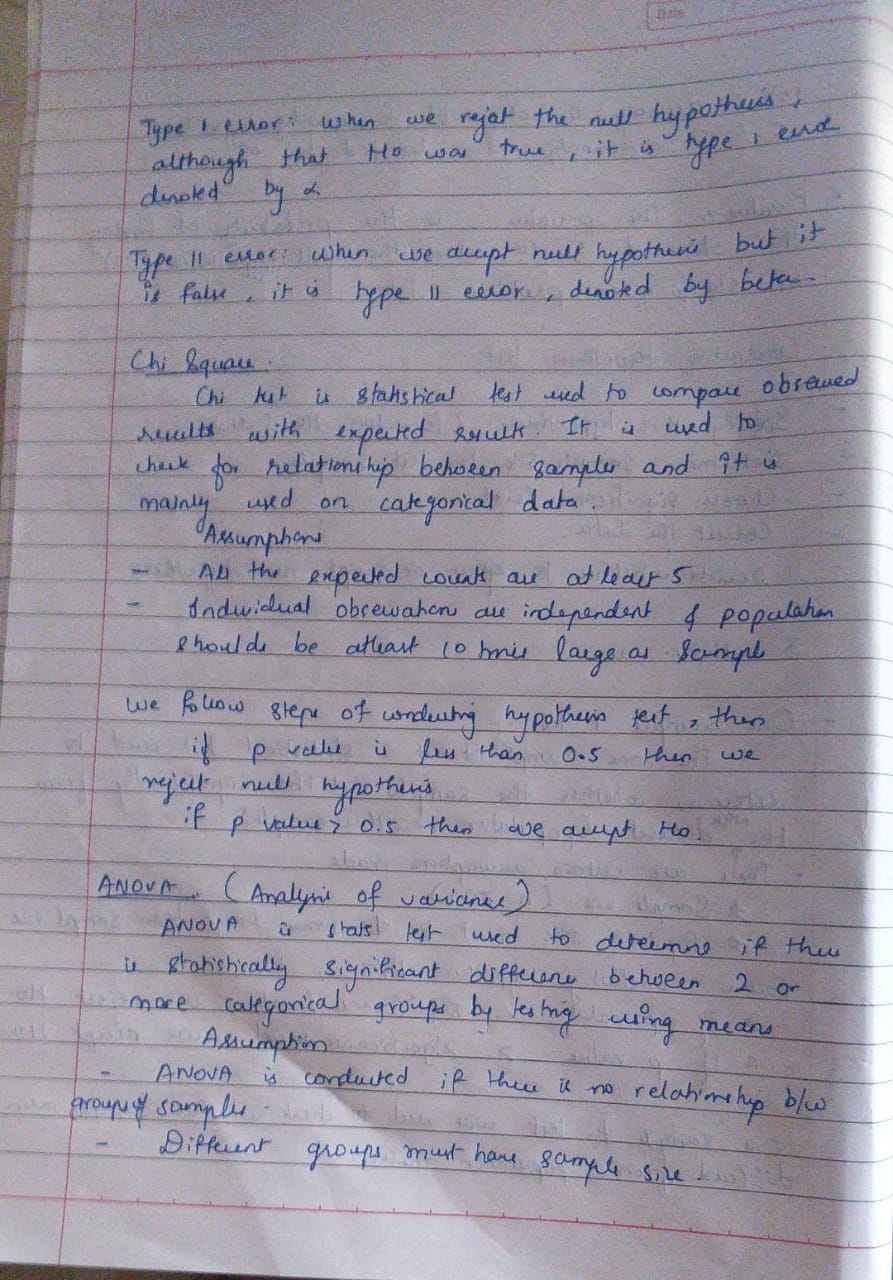 Type 1 error: when we reject the null hypothesis,
although that Ho was true, it is type 1 error
denoted by α
Type 11 error: when we accept null hypothesis but it
is false, it is type 11 error, denoted by beta
Chi Square.
Chi test is statistical test used to compare observed
results with expected result. It is used to
check for relationship between samples and it is
mainly used on categorical data.
Assumptions
- All the expected counts are at least 5
- Individual observations are independent & population
should be atleast 10 times large as sample
We follow steps of conducting hypothesis test, then
if p value is less than 0.5 then we
reject null hypothesis
if p value > 0.5 then we accept Ho.
ANOVA. (Analysis of variance)
ANOVA is stats test used to determine if there
is statistically significant difference between 2 or
more categorical groups by testing using means
Assumption
- ANOVA is conducted if there is no relationship b/w
groups of sample.
- Different groups must have sample size.